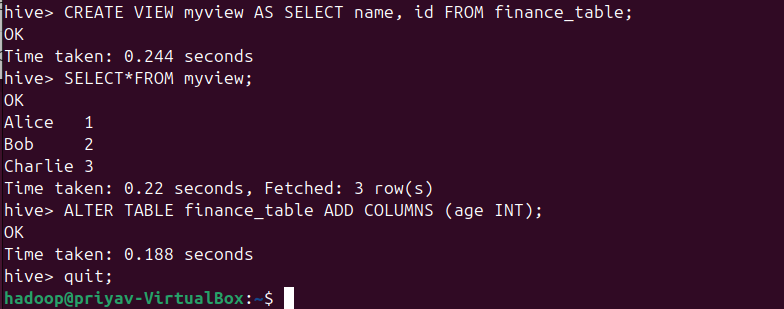 hive> CREATE VIEW myview AS SELECT name, id FROM finance_table;
OK
Time taken: 0.244 seconds
hive> SELECT*FROM myview;
OK
Alice   1
Bob     2
Charlie 3
Time taken: 0.22 seconds, Fetched: 3 row(s)
hive> ALTER TABLE finance_table ADD COLUMNS (age INT);
OK
Time taken: 0.188 seconds
hive> quit;
hadoop@priyav-VirtualBox:~$